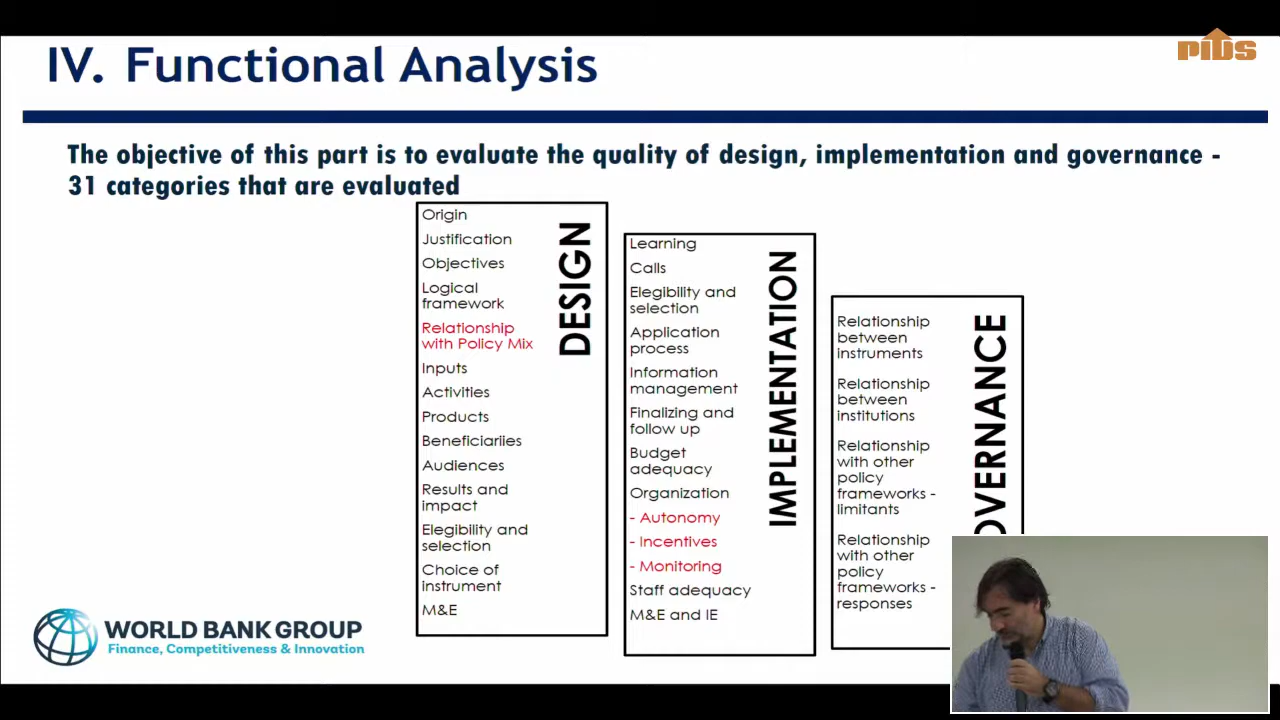 IV. Functional Analysis
PIDS
The objective of this part is to evaluate the quality of design, implementation and governance -
31 categories that are evaluated
Origin
Justification
Objectives
Logical
framework
Relationship
with Policy Mix
Inputs
Activities
Products
Beneficiariies
Audiences
Results and
impact
Elegibility and
selection
Choice of
instrument
M&E
DESIGN
Learning
Calls
Elegibility and
selection
Application
process
Information
management
Finalizing and
follow up
Budget
adequacy
Organization
- Autonomy
- Incentives
- Monitoring
Staff adequacy
M&E and IE
IMPLEMENTATION
Relationship
between
instruments
Relationship
between
institutions
Relationship
with other
policy
frameworks -
limitants
Relationship
with other
policy
frameworks -
responses
OVERNANCE
WORLD BANK GROUP
Finance, Competitiveness & Innovation